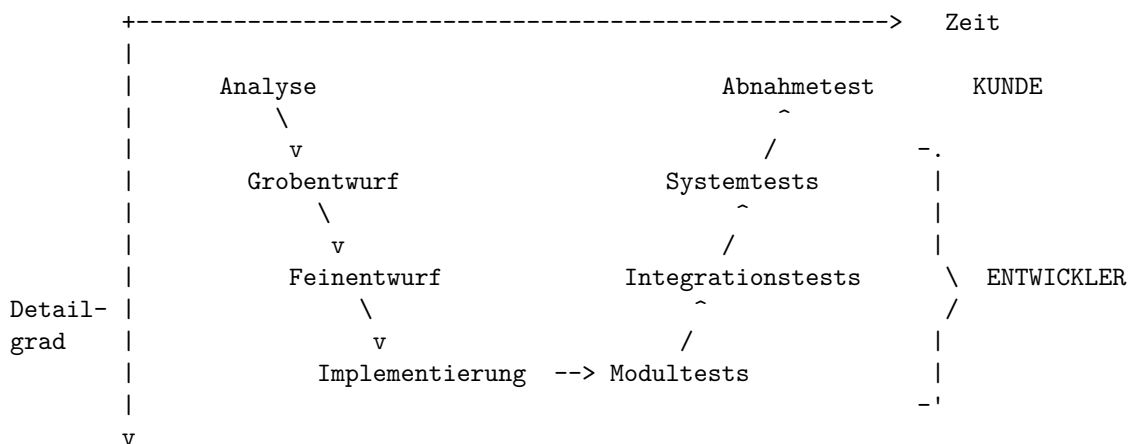 +----------------------------------------------------> Zeit
|
| Analyse Abnahmetest KUNDE
| \ ^
| v / -.
| Grobentwurf Systemtests |
| \ ^ |
| v / |
| Feinentwurf Integrationstests \ ENTWICKLER
Detail- | \ ^ /
grad | v / |
| Implementierung --> Modultests |
| -'
v